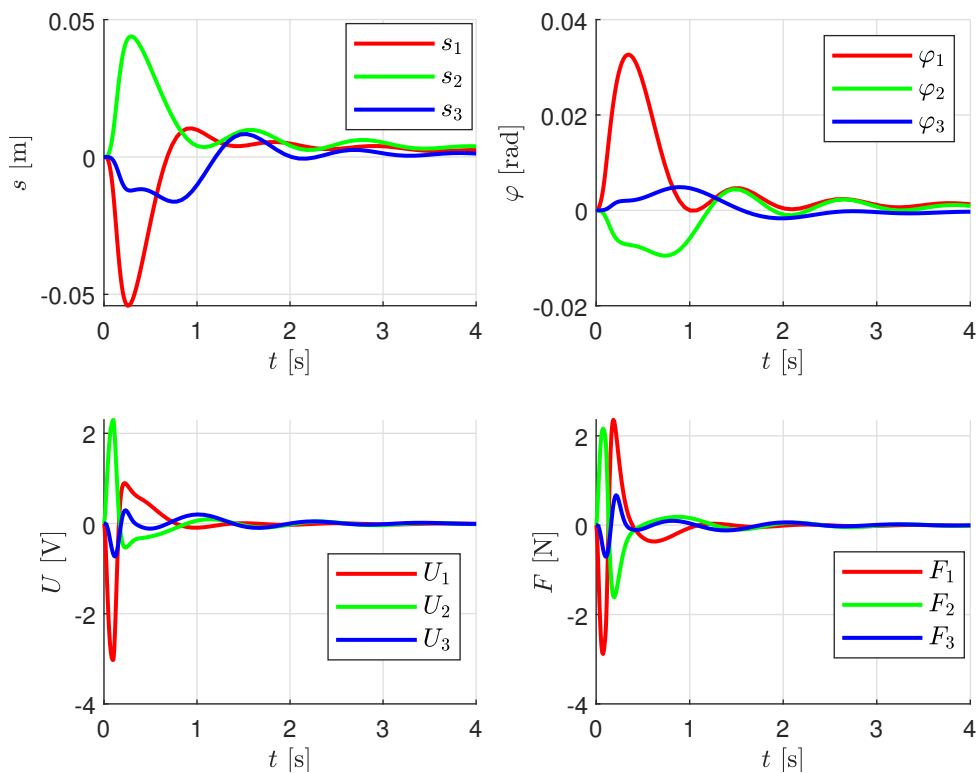 0.05
0
-0.05
s [m]
0 1 2 3 4
t [s]
s₁
s₂
s₃
0.04
0.02
0
-0.02
φ [rad]
0 1 2 3 4
t [s]
φ₁
φ₂
φ₃
2
0
-2
-4
U [V]
0 1 2 3 4
t [s]
U₁
U₂
U₃
2
0
-2
-4
F [N]
0 1 2 3 4
t [s]
F₁
F₂
F₃